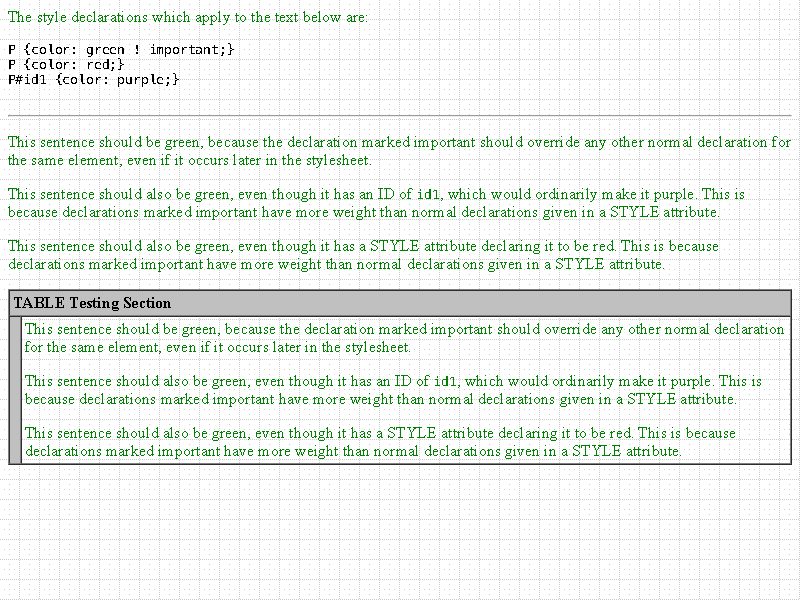 The style declarations which apply to the text below are:
P {color: green ! important;}
P {color: red;}
P#id1 {color: purple;}
This sentence should be green, because the declaration marked important should override any other normal declaration for
the same element, even if it occurs later in the stylesheet.
This sentence should also be green, even though it has an ID of id1, which would ordinarily make it purple. This is
because declarations marked important have more weight than normal declarations given in a STYLE attribute.
This sentence should also be green, even though it has a STYLE attribute declaring it to be red. This is because
declarations marked important have more weight than normal declarations given in a STYLE attribute.
TABLE Testing Section
This sentence should be green, because the declaration marked important should override any other normal declaration
for the same element, even if it occurs later in the stylesheet.
This sentence should also be green, even though it has an ID of id1, which would ordinarily make it purple. This is
because declarations marked important have more weight than normal declarations given in a STYLE attribute.
This sentence should also be green, even though it has a STYLE attribute declaring it to be red. This is because
declarations marked important have more weight than normal declarations given in a STYLE attribute.